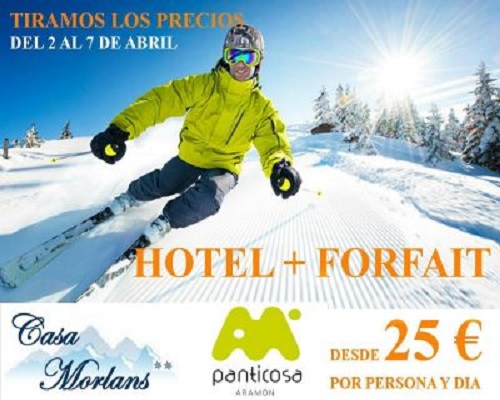 TIRAMOS LOS PRECIOS
DEL 2 AL 7 DE ABRIL
HOTEL + FORFAIT
Casa
Morlans**
panticosa
ARAMON
DESDE 25 €
POR PERSONA Y DIA